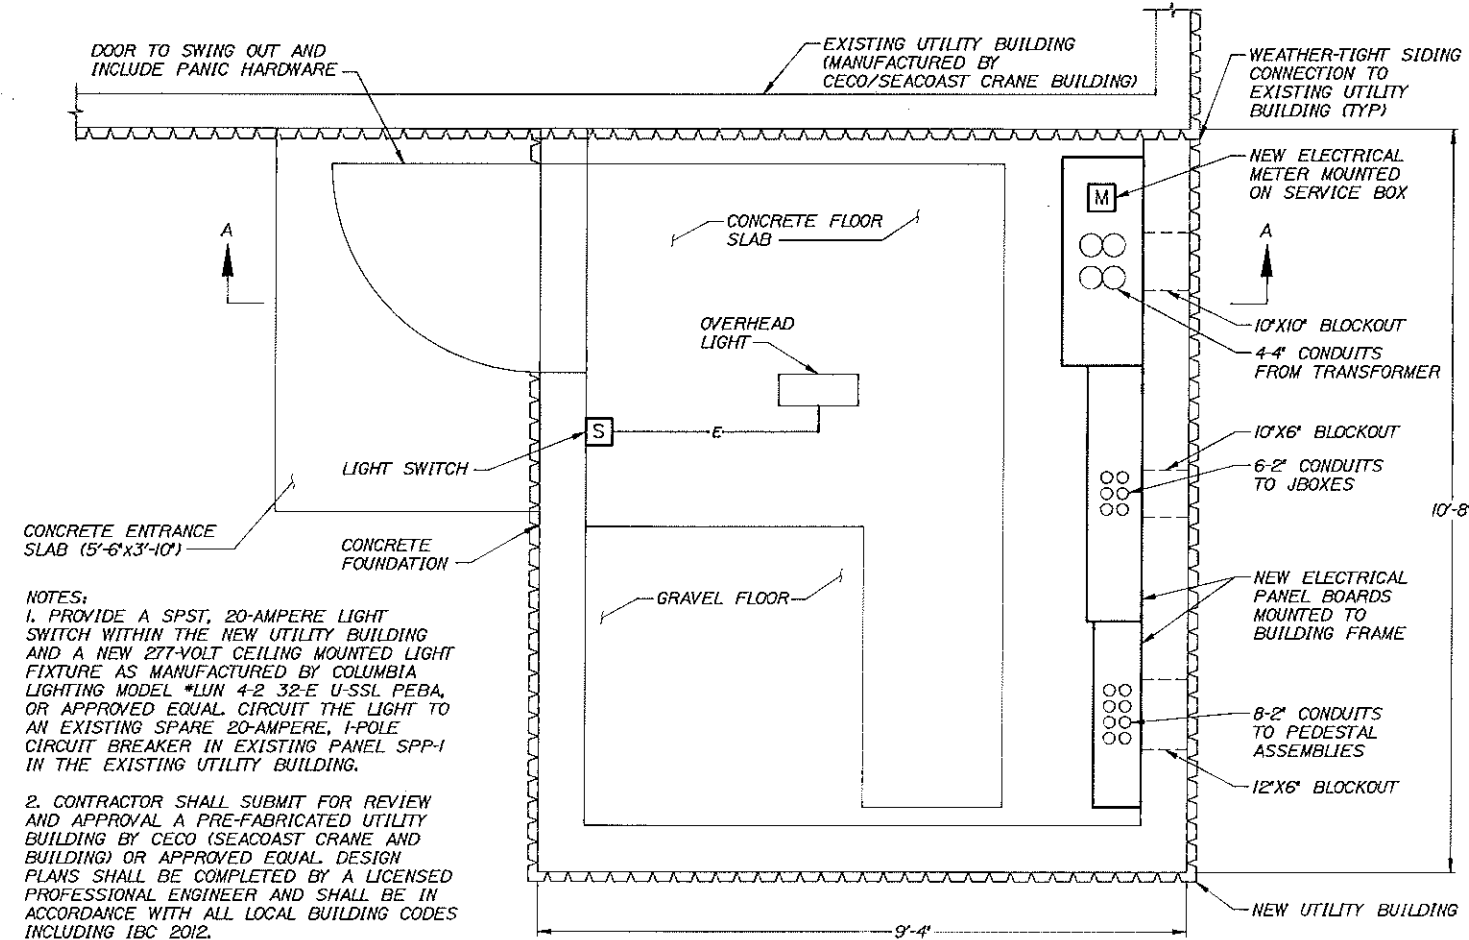 DOOR TO SWING OUT AND
INCLUDE PANIC HARDWARE
EXISTING UTILITY BUILDING
(MANUFACTURED BY
CECO/SEACOAST CRANE BUILDING)
WEATHER-TIGHT SIDING
CONNECTION TO
EXISTING UTILITY
BUILDING (TYP)
NEW ELECTRICAL
METER MOUNTED
ON SERVICE BOX
M
CONCRETE FLOOR
SLAB
A
A
OVERHEAD
LIGHT
10"X10" BLOCKOUT
4-4" CONDUITS
FROM TRANSFORMER
S
E
LIGHT SWITCH
10"X6" BLOCKOUT
6-2" CONDUITS
TO JBOXES
10'-8"
CONCRETE ENTRANCE
SLAB (5'-6"x3'-10")
CONCRETE
FOUNDATION
GRAVEL FLOOR
NEW ELECTRICAL
PANEL BOARDS
MOUNTED TO
BUILDING FRAME
8-2" CONDUITS
TO PEDESTAL
ASSEMBLIES
12"X6" BLOCKOUT
NEW UTILITY BUILDING
9'-4"
NOTES:
1. PROVIDE A SPST, 20-AMPERE LIGHT
SWITCH WITHIN THE NEW UTILITY BUILDING
AND A NEW 277-VOLT CEILING MOUNTED LIGHT
FIXTURE AS MANUFACTURED BY COLUMBIA
LIGHTING MODEL #LUN 4-2 32-E U-SSL PEBA,
OR APPROVED EQUAL. CIRCUIT THE LIGHT TO
AN EXISTING SPARE 20-AMPERE, 1-POLE
CIRCUIT BREAKER IN EXISTING PANEL SPP-1
IN THE EXISTING UTILITY BUILDING.
2. CONTRACTOR SHALL SUBMIT FOR REVIEW
AND APPROVAL A PRE-FABRICATED UTILITY
BUILDING BY CECO (SEACOAST CRANE AND
BUILDING) OR APPROVED EQUAL. DESIGN
PLANS SHALL BE COMPLETED BY A LICENSED
PROFESSIONAL ENGINEER AND SHALL BE IN
ACCORDANCE WITH ALL LOCAL BUILDING CODES
INCLUDING IBC 2012.